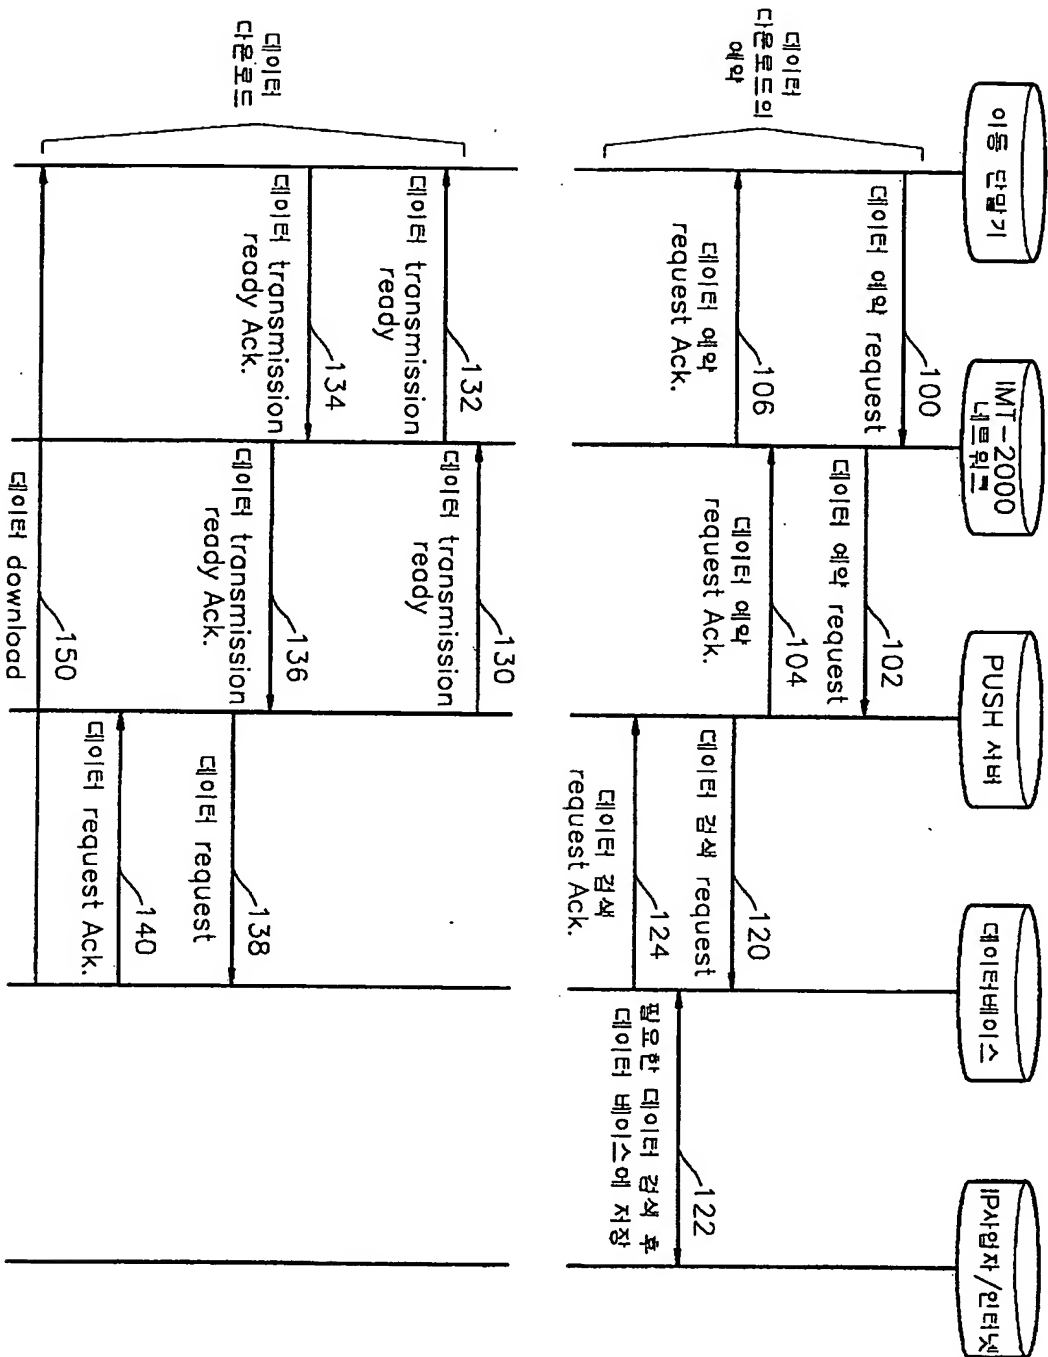 이동 단말기
IMT-2000
네트워크
PUSH 서버
데이터베이스
IP사업자/인터넷
데이터
다운로드의
예약
100
데이터 예약 request
102
데이터 예약 request
104
데이터 예약
request Ack.
106
데이터 예약
request Ack.
120
데이터 검색 request
122
필요한 데이터 검색 후
데이터 베이스에 저장
124
데이터 검색
request Ack.
데이터
다운로드
130
데이터 transmission
ready
132
데이터 transmission
ready
134
데이터 transmission
ready Ack.
136
데이터 transmission
ready Ack.
138
데이터 request
140
데이터 request Ack.
150
데이터 download